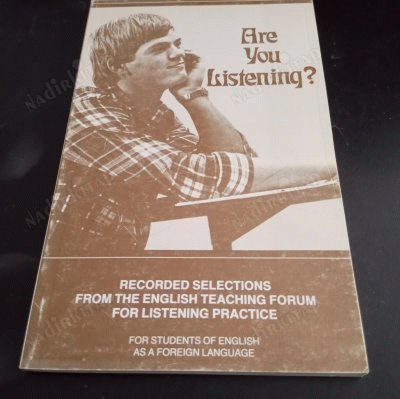 Are
You
Listening?
RECORDED SELECTIONS
FROM THE ENGLISH TEACHING FORUM
FOR LISTENING PRACTICE
FOR STUDENTS OF ENGLISH
AS A FOREIGN LANGUAGE